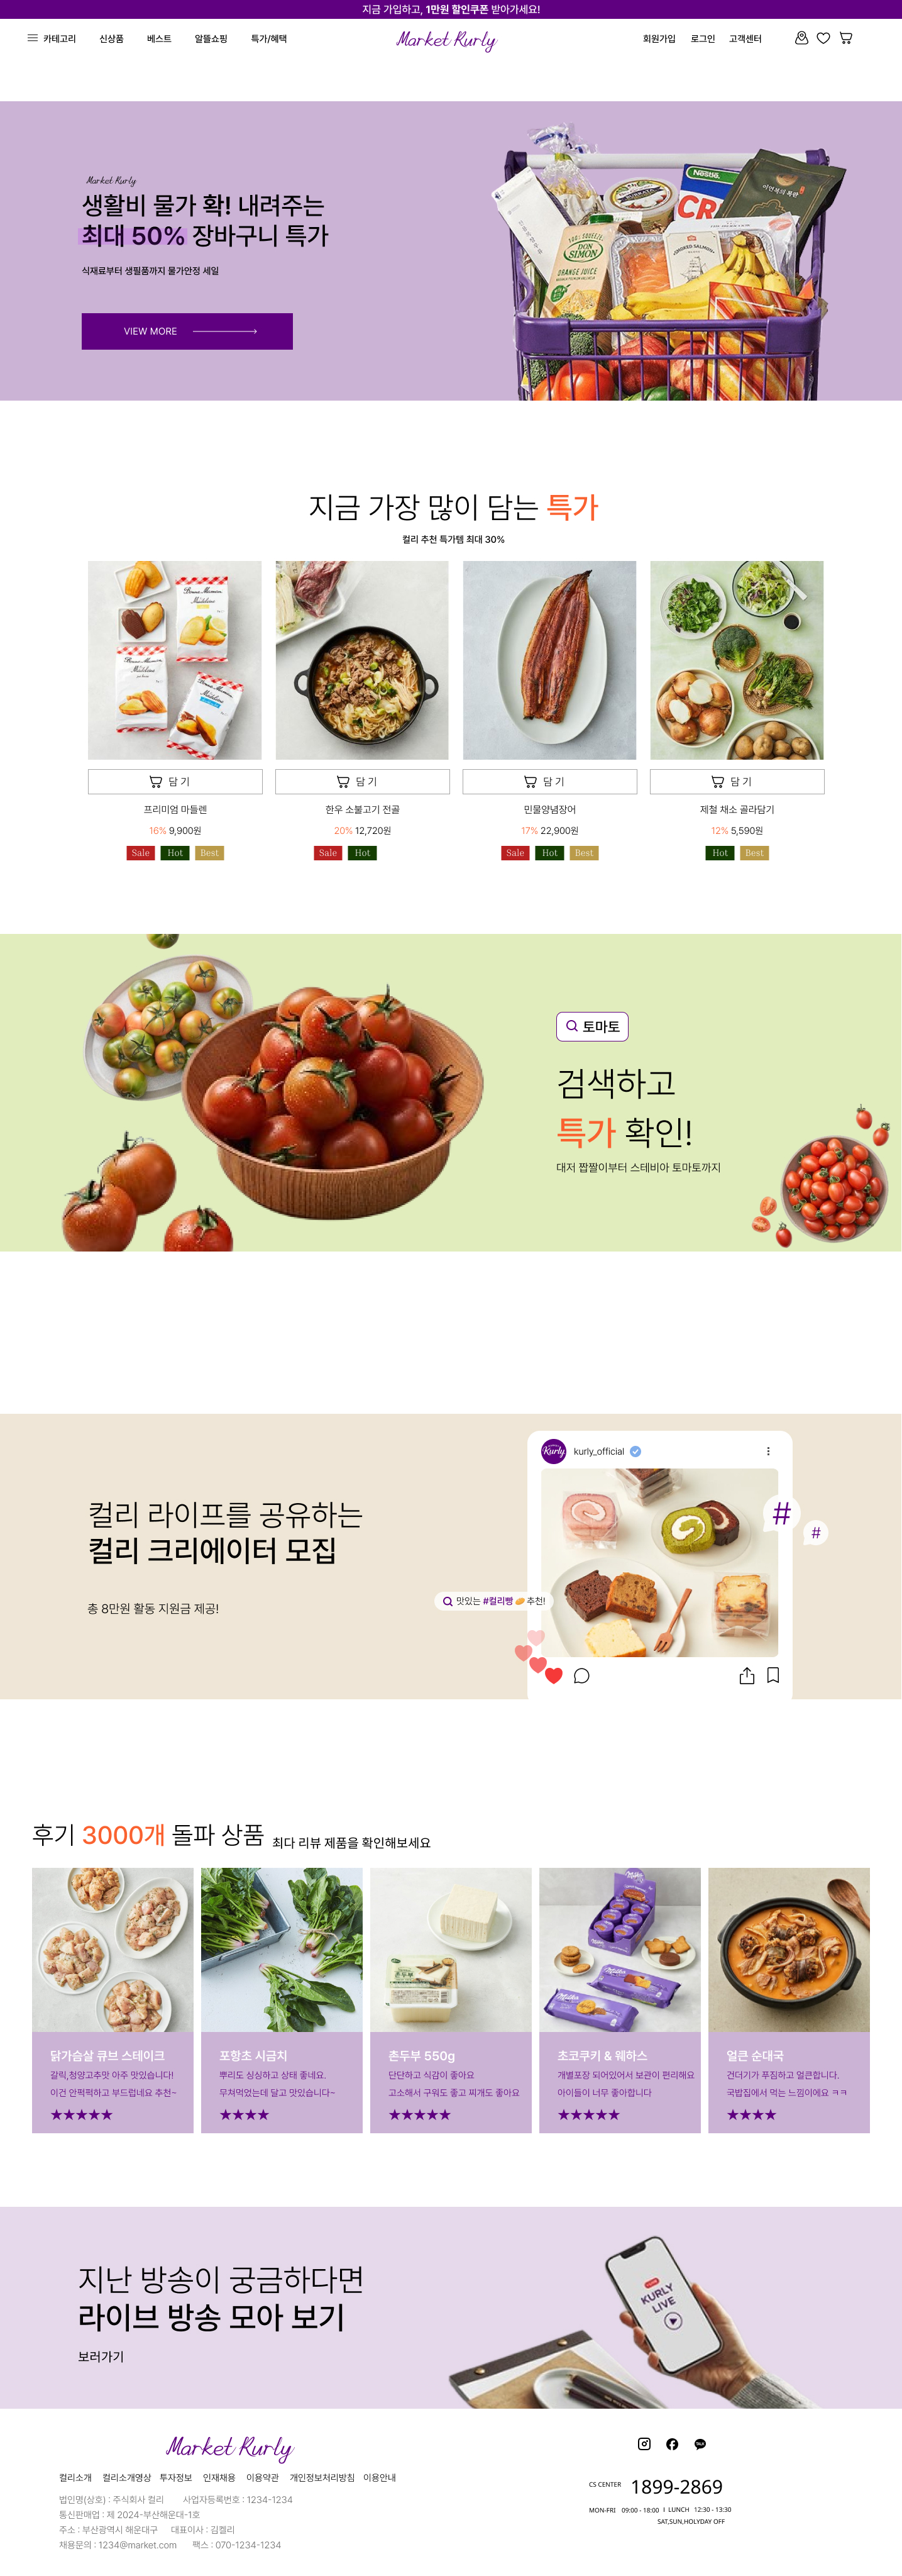 지금 가입하고, 1만원 할인쿠폰 받아가세요!
카테고리 신상품 베스트 알뜰쇼핑 특가/혜택
Market Kurly
회원가입 로그인 고객센터
Market Kurly
생활비 물가 확! 내려주는
최대 50% 장바구니 특가
식재료부터 생필품까지 물가안정 세일
VIEW MORE
Nestle
100% SQUEEZED
DON SIMON
ORANGE JUICE
SMOKED SALMON
지금 가장 많이 담는 특가
컬리 추천 특가템 최대 30%
Bonne Maman
Madeleine
담 기
담 기
담 기
담 기
프리미엄 마들렌
한우 소불고기 전골
민물양념장어
제철 채소 골라담기
16% 9,900원
20% 12,720원
17% 22,900원
12% 5,590원
Sale Hot Best
Sale Hot
Sale Hot Best
Hot Best
토마토
검색하고
특가 확인!
대저 짭짤이부터 스테비아 토마토까지
Kurly
kurly_official
컬리 라이프를 공유하는
컬리 크리에이터 모집
총 8만원 활동 지원금 제공!
#
#
맛있는 #컬리빵 🥖 추천!
후기 3000개 돌파 상품 최다 리뷰 제품을 확인해보세요
Milka
닭가슴살 큐브 스테이크
갈릭,청양고추맛 아주 맛있습니다!
이건 안퍽퍽하고 부드럽네요 추천~
★★★★★
포항초 시금치
뿌리도 싱싱하고 상태 좋네요.
무쳐먹었는데 달고 맛있습니다~
★★★★
촌두부 550g
단단하고 식감이 좋아요
고소해서 구워도 좋고 찌개도 좋아요
★★★★★
초코쿠키 & 웨하스
개별포장 되어있어서 보관이 편리해요
아이들이 너무 좋아합니다
★★★★★
얼큰 순대국
건더기가 푸짐하고 얼큰합니다.
국밥집에서 먹는 느낌이에요 ㅋㅋ
★★★★
지난 방송이 궁금하다면
라이브 방송 모아 보기
보러가기
KURLY
LIVE
Market Kurly
컬리소개 컬리소개영상 투자정보 인재채용 이용약관 개인정보처리방침 이용안내
법인명(상호) : 주식회사 컬리 사업자등록번호 : 1234-1234
통신판매업 : 제 2024-부산해운대-1호
주소 : 부산광역시 해운대구 대표이사 : 김켈리
채용문의 : 1234@market.com 팩스 : 070-1234-1234
CS CENTER 1899-2869
MON-FRI 09:00 - 18:00 I LUNCH 12:30 - 13:30
SAT,SUN,HOLYDAY OFF